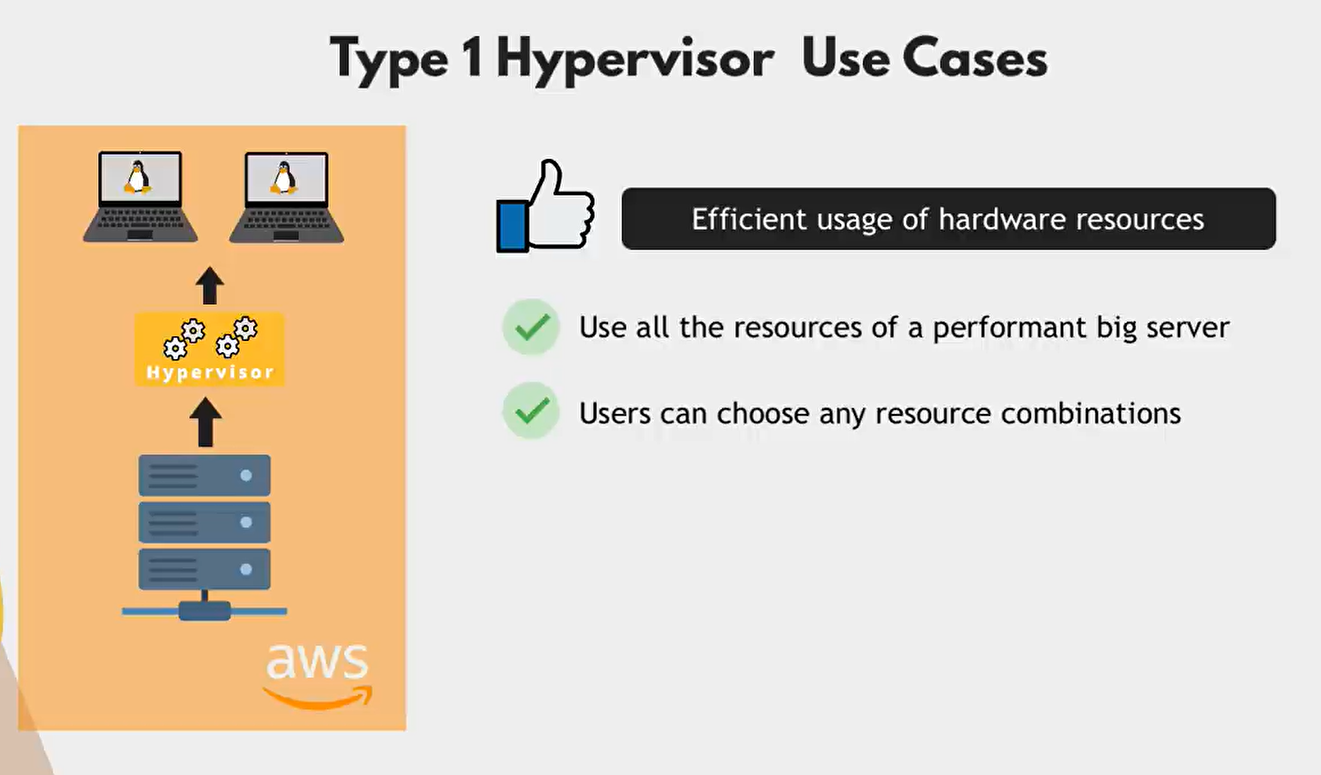 Type 1 Hypervisor Use Cases
Efficient usage of hardware resources
Use all the resources of a performant big server
Users can choose any resource combinations
Hypervisor
aws